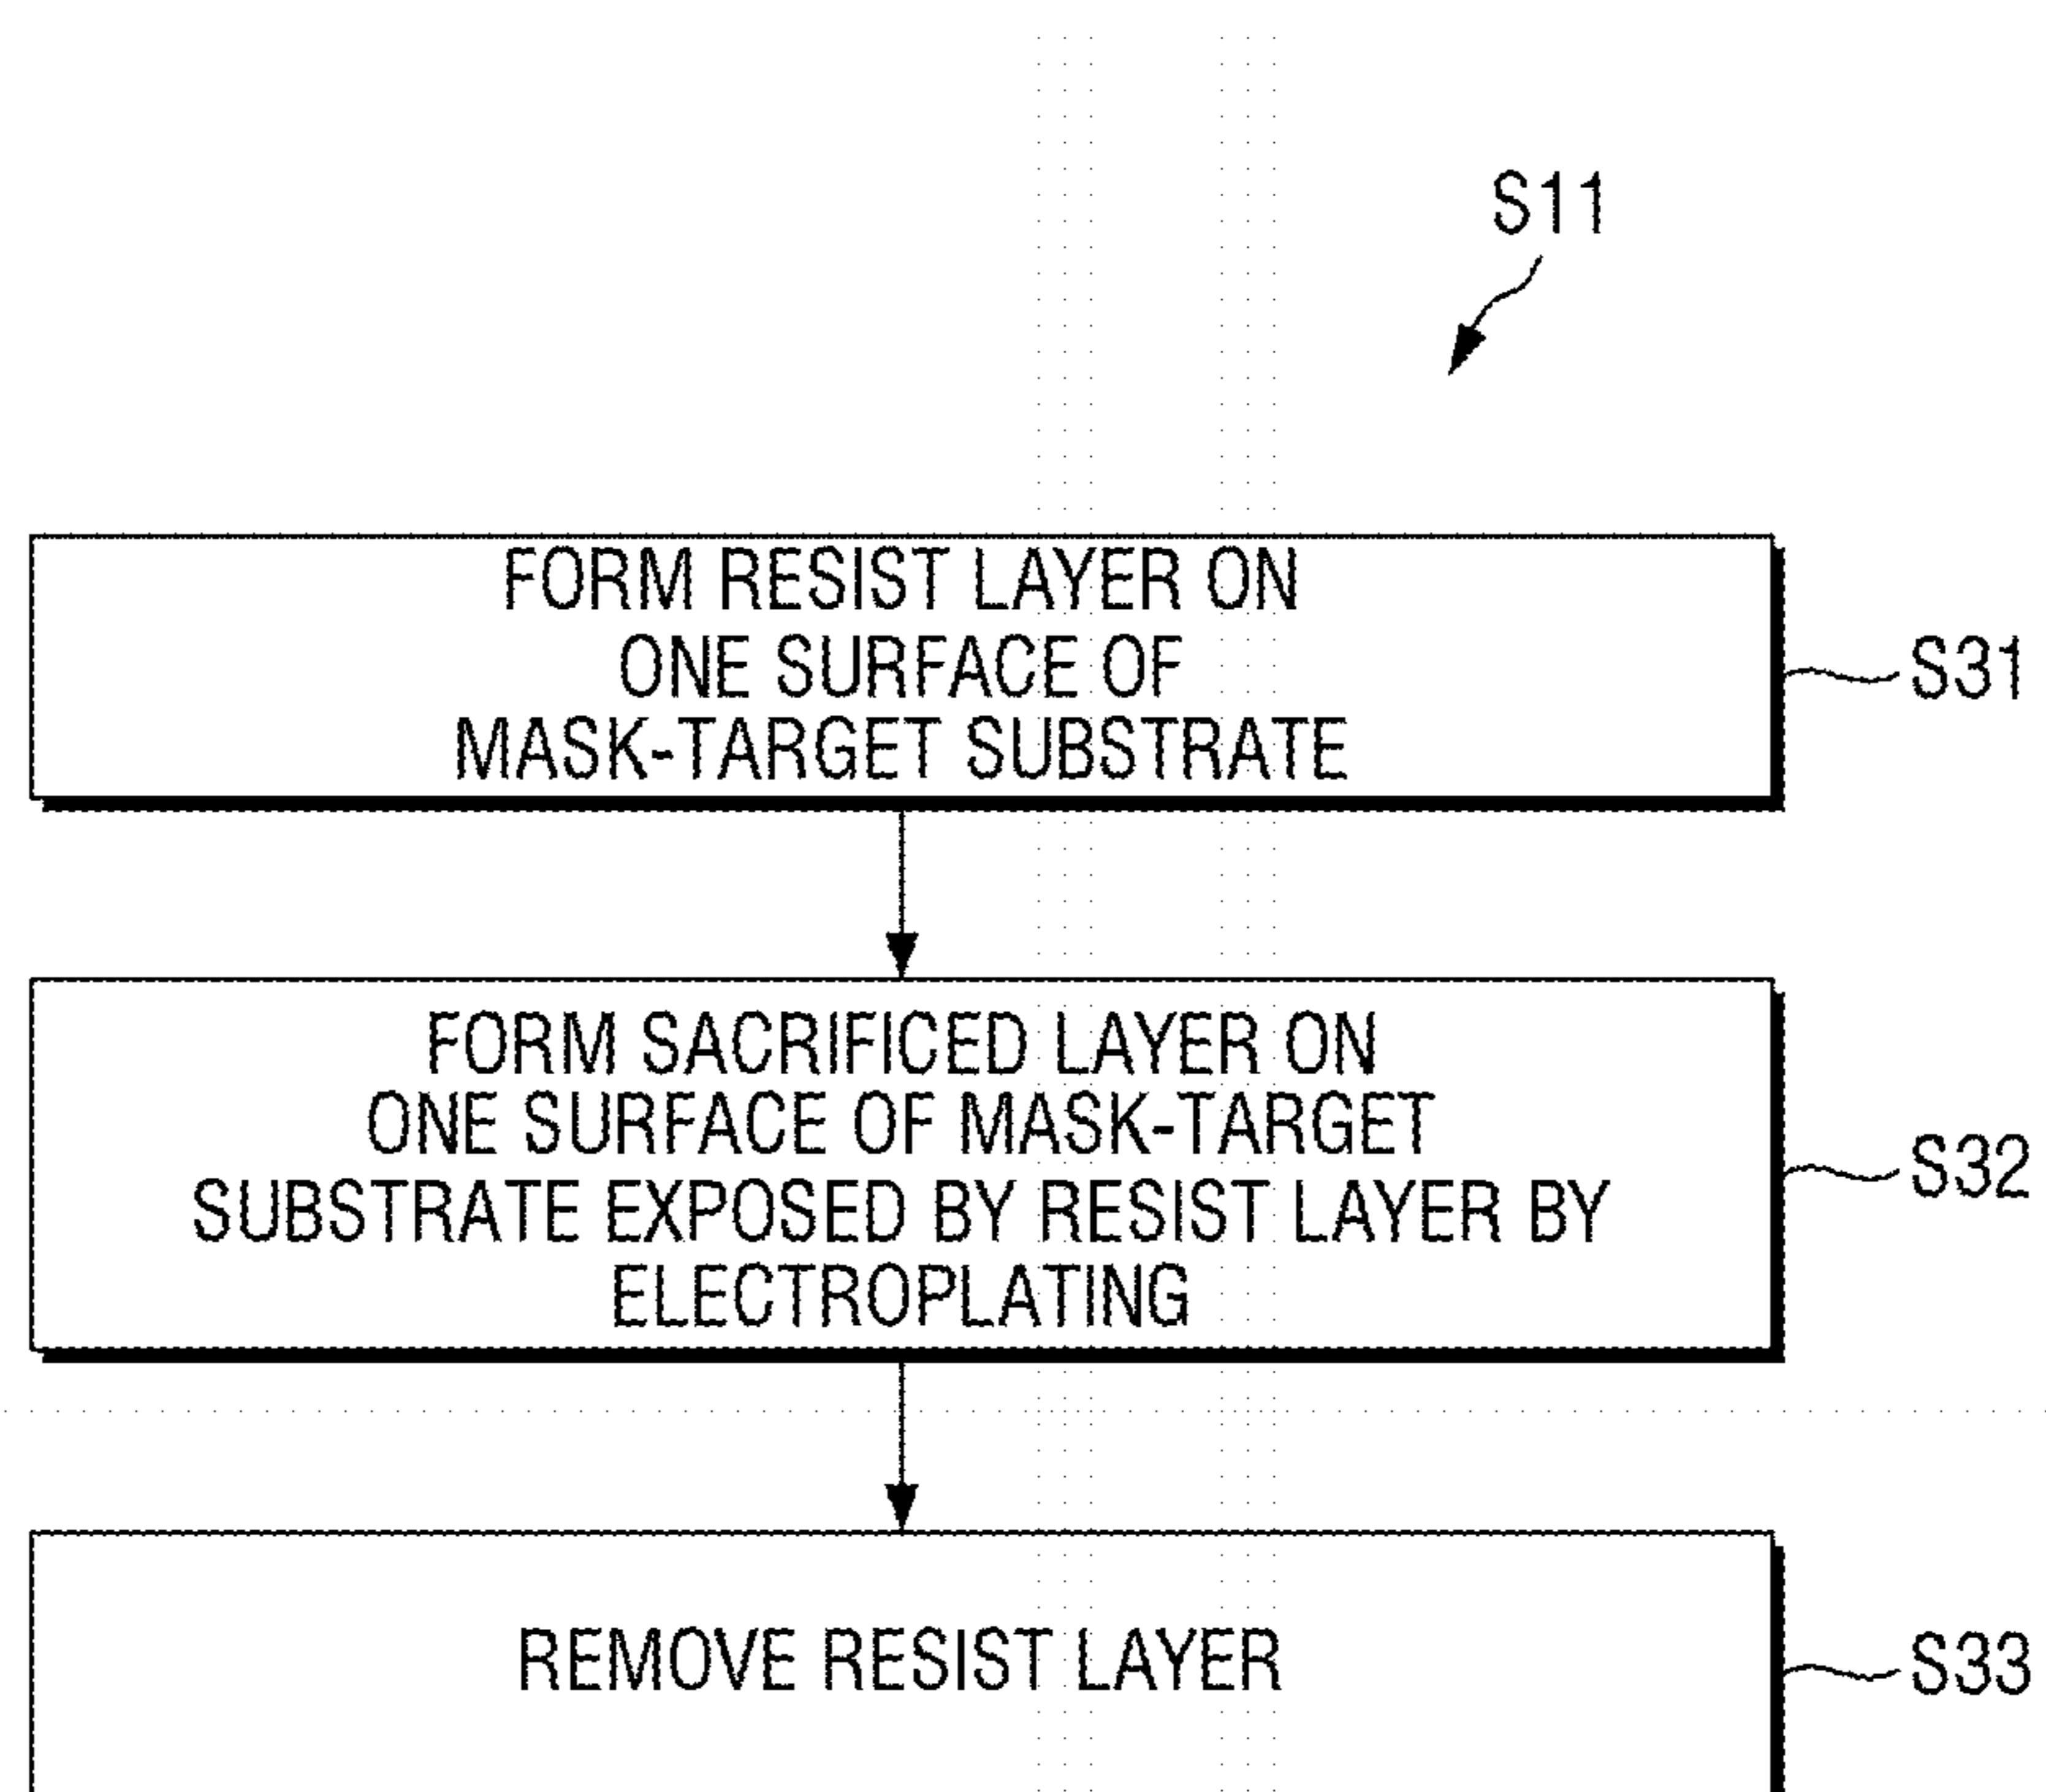 S11
FORM RESIST LAYER ON
ONE SURFACE OF
MASK-TARGET SUBSTRATE
S31
FORM SACRIFICED LAYER ON
ONE SURFACE OF MASK-TARGET
SUBSTRATE EXPOSED BY RESIST LAYER BY
ELECTROPLATING
S32
REMOVE RESIST LAYER
S33